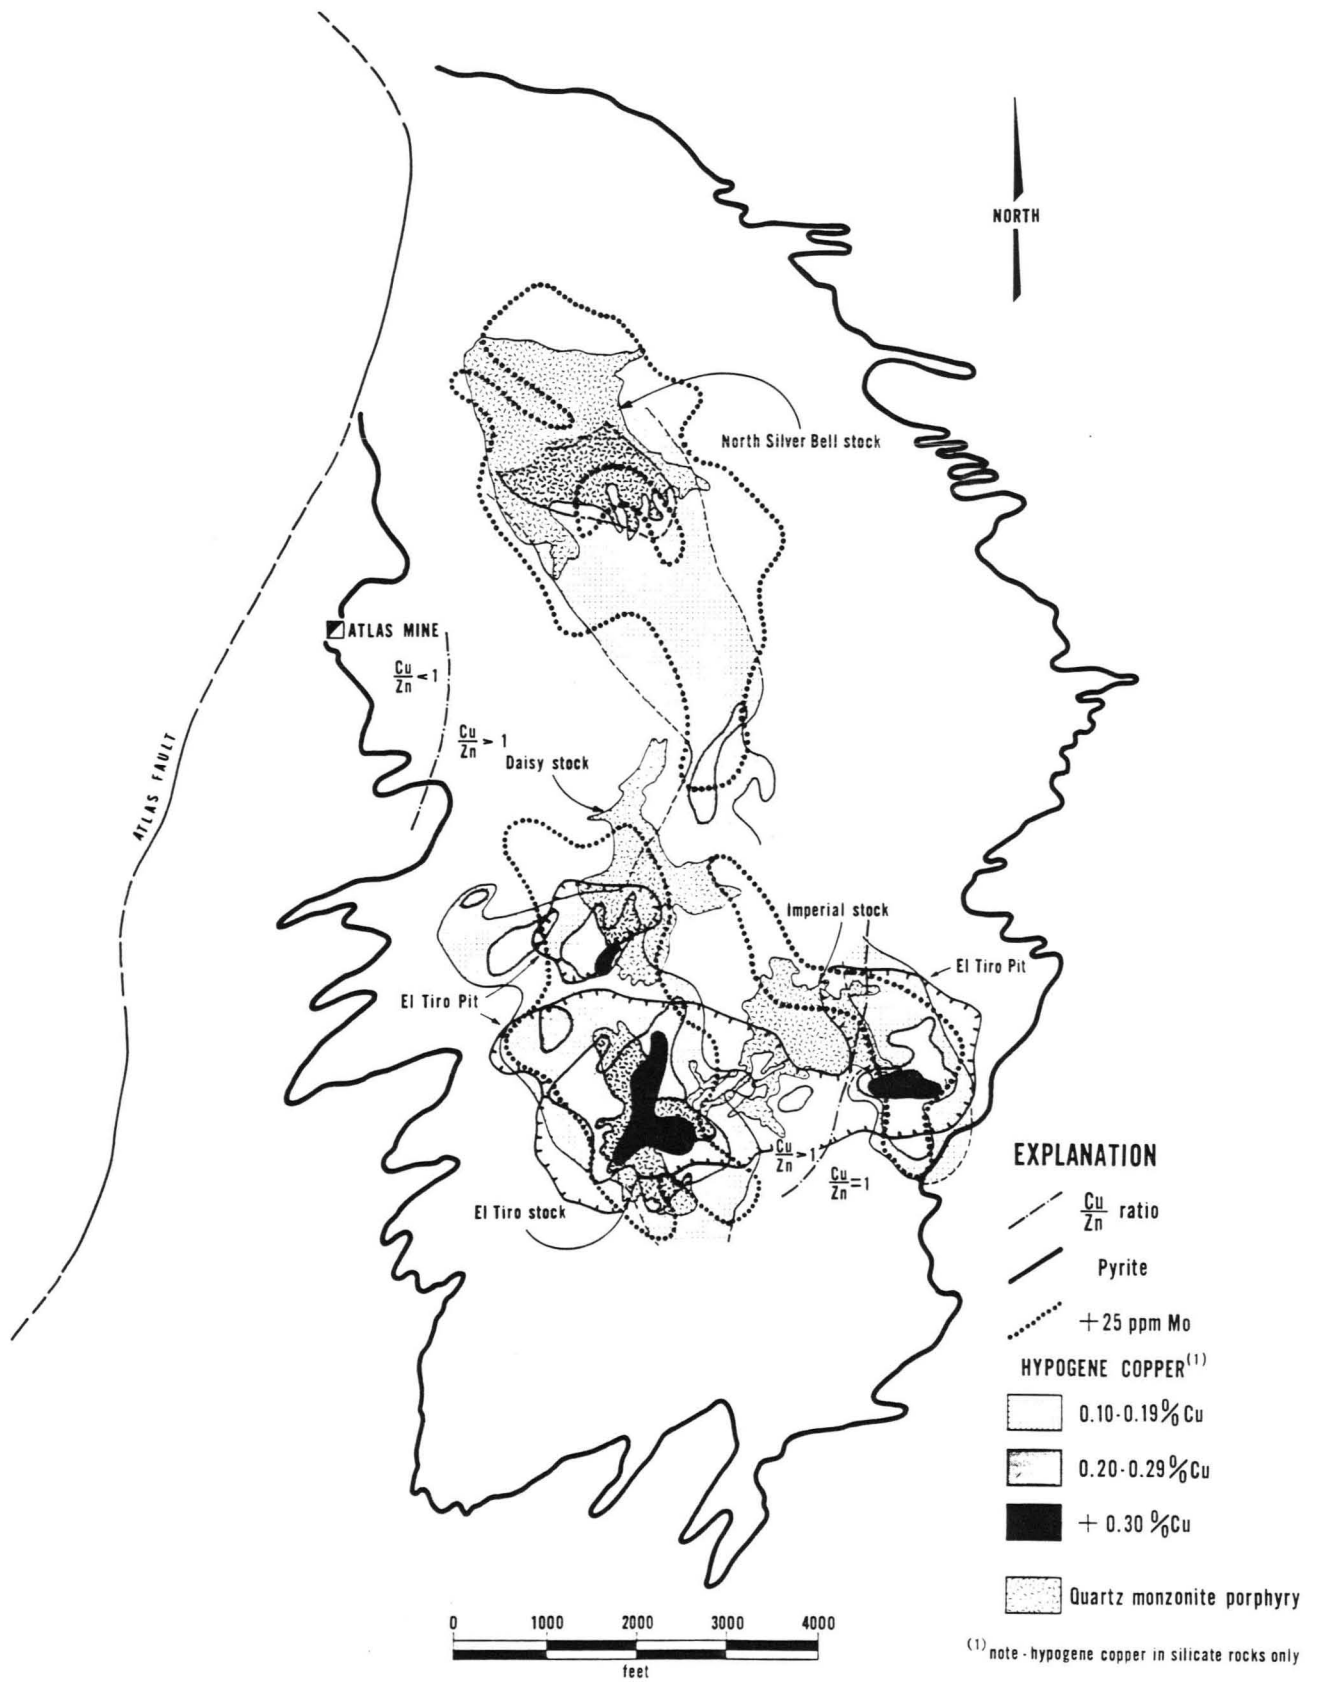 NORTH
North Silver Bell stock
ATLAS MINE
Cu
Zn < 1
Cu
Zn > 1
Daisy stock
ATLAS FAULT
Imperial stock
El Tiro Pit
El Tiro Pit
Cu
Zn >1
Cu
Zn =1
El Tiro stock
EXPLANATION
Cu
Zn ratio
Pyrite
+25 ppm Mo
HYPOGENE COPPER(1)
0.10-0.19% Cu
0.20-0.29% Cu
+ 0.30 % Cu
Quartz monzonite porphyry
0 1000 2000 3000 4000
feet
(1) note - hypogene copper in silicate rocks only